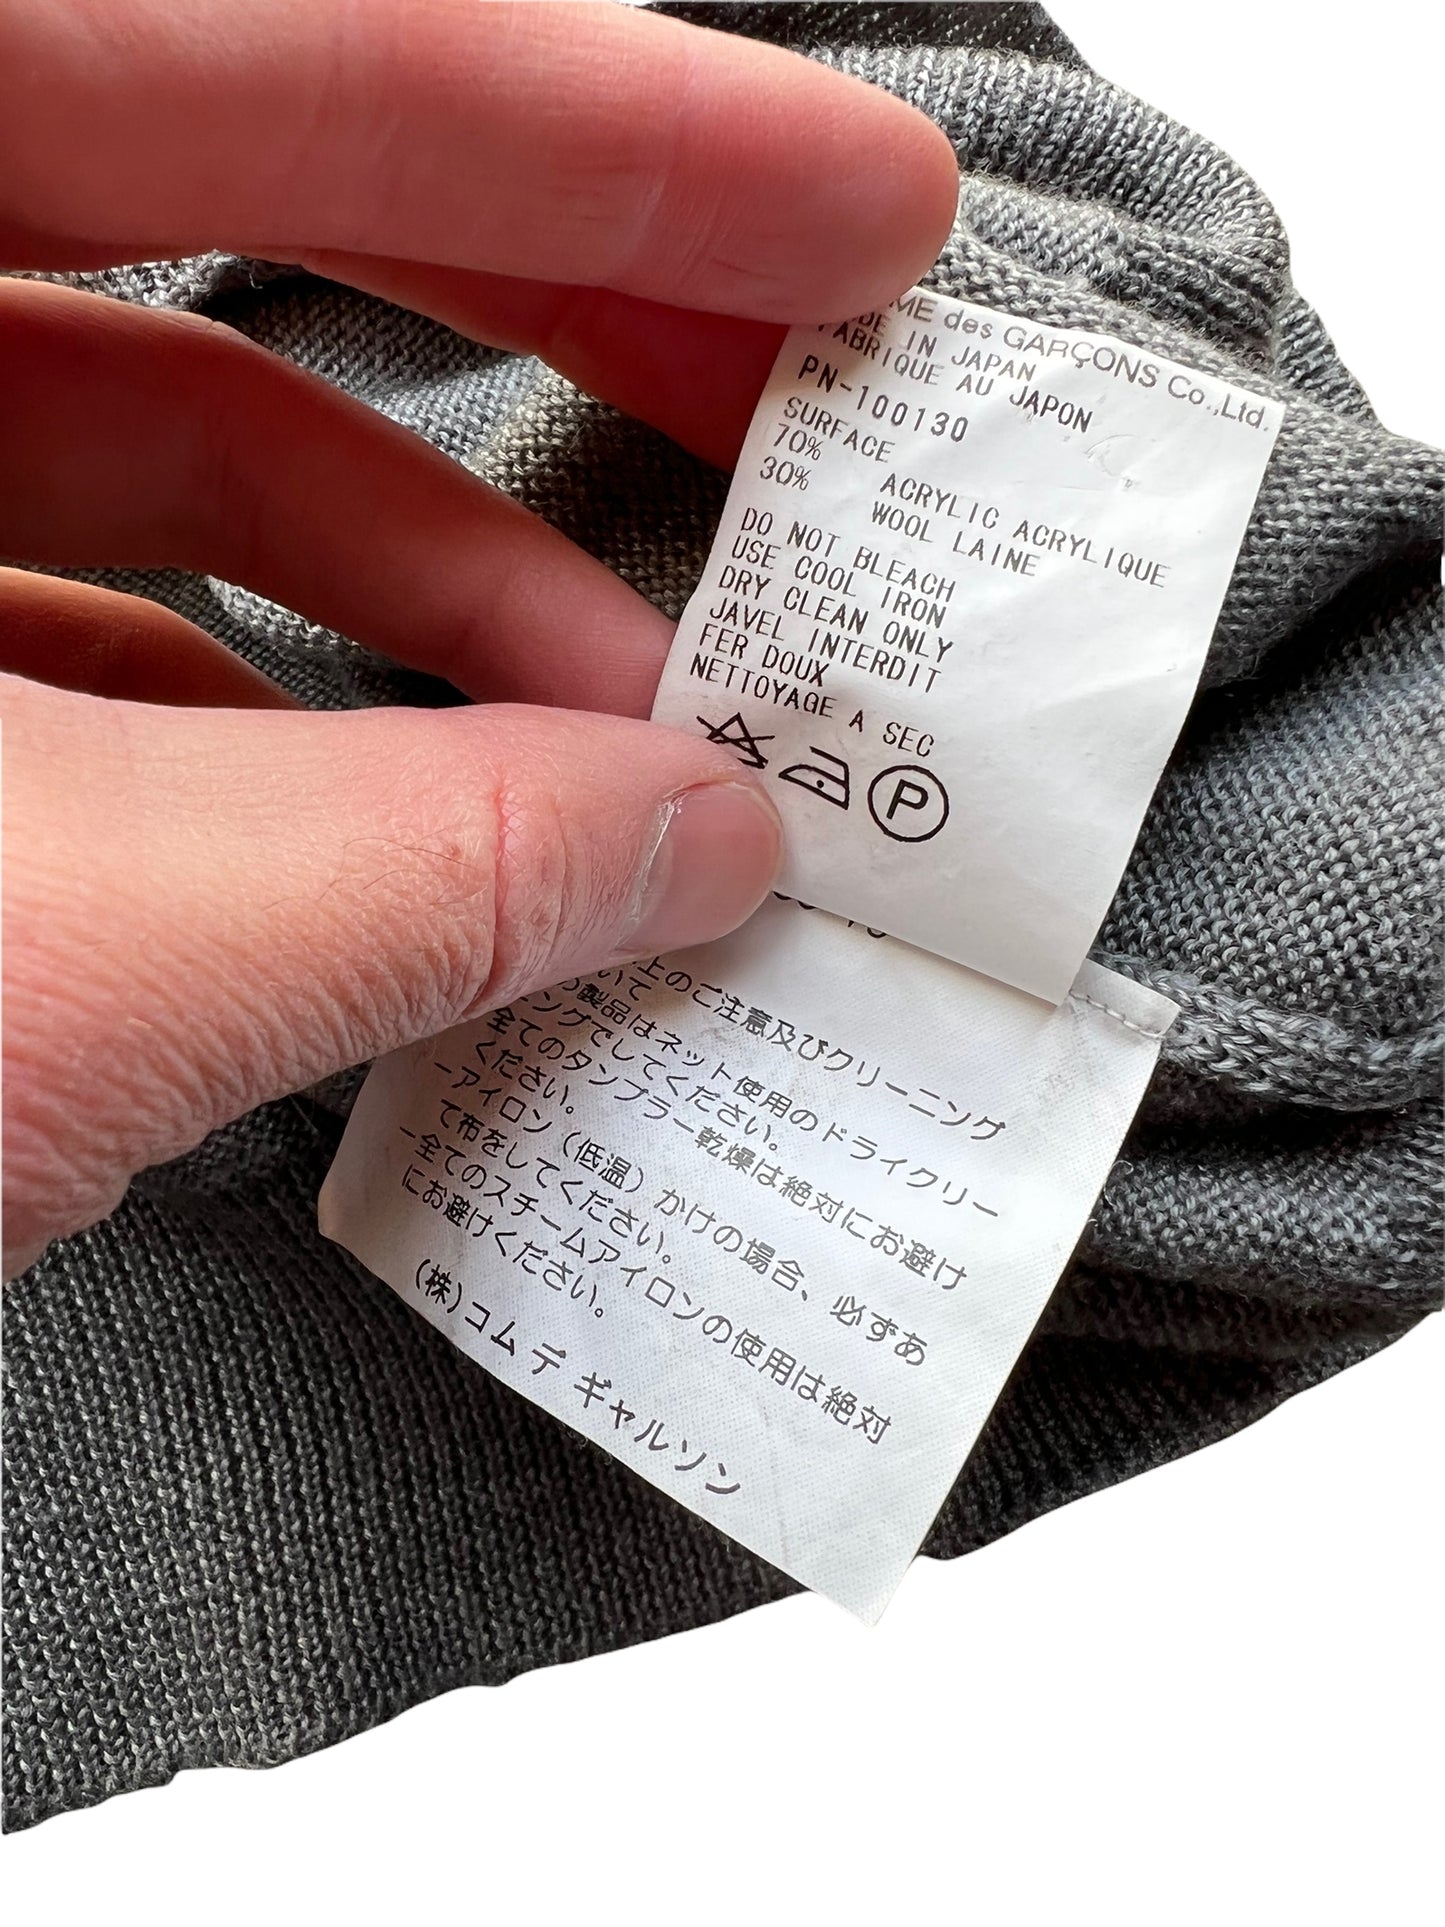 des GARÇONS Co.,Ltd.
IN JAPAN
FABRIQUE AU JAPON
PN-100130
SURFACE
70% ACRYLIC ACRYLIQUE
30% WOOL LAINE
DO NOT BLEACH
USE COOL IRON
DRY CLEAN ONLY
JAVEL INTERDIT
FER DOUX
NETTOYAGE A SEC
P
上のご注意及びクリーニング
いて
製品はネット使用のドライクリー
ングでしてください。
全てのタンブラー乾燥は絶対にお避け
ください。
-アイロン(低温)かけの場合、必ずあ
て布をしてください。
-全てのスチームアイロンの使用は絶対
にお避けください。
(株)コム デ ギャルソン